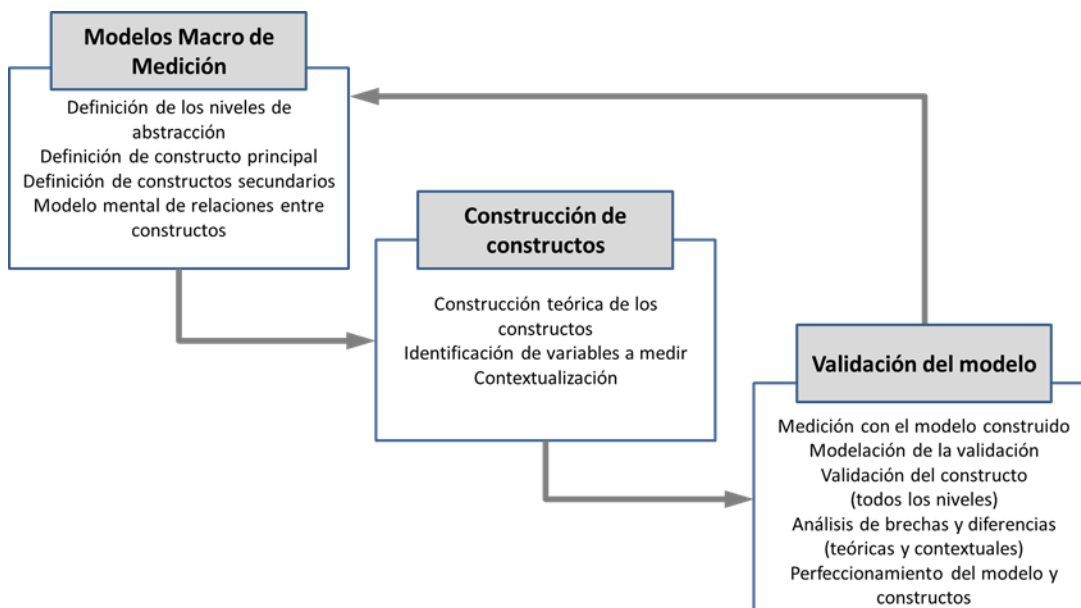 Modelos Macro de
Medición
Definición de los niveles de
abstracción
Definición de constructo principal
Definición de constructos secundarios
Modelo mental de relaciones entre
constructos
Construcción de
constructos
Construcción teórica de los
constructos
Identificación de variables a medir
Contextualización
Validación del modelo
Medición con el modelo construido
Modelación de la validación
Validación del constructo
(todos los niveles)
Análisis de brechas y diferencias
(teóricas y contextuales)
Perfeccionamiento del modelo y
constructos